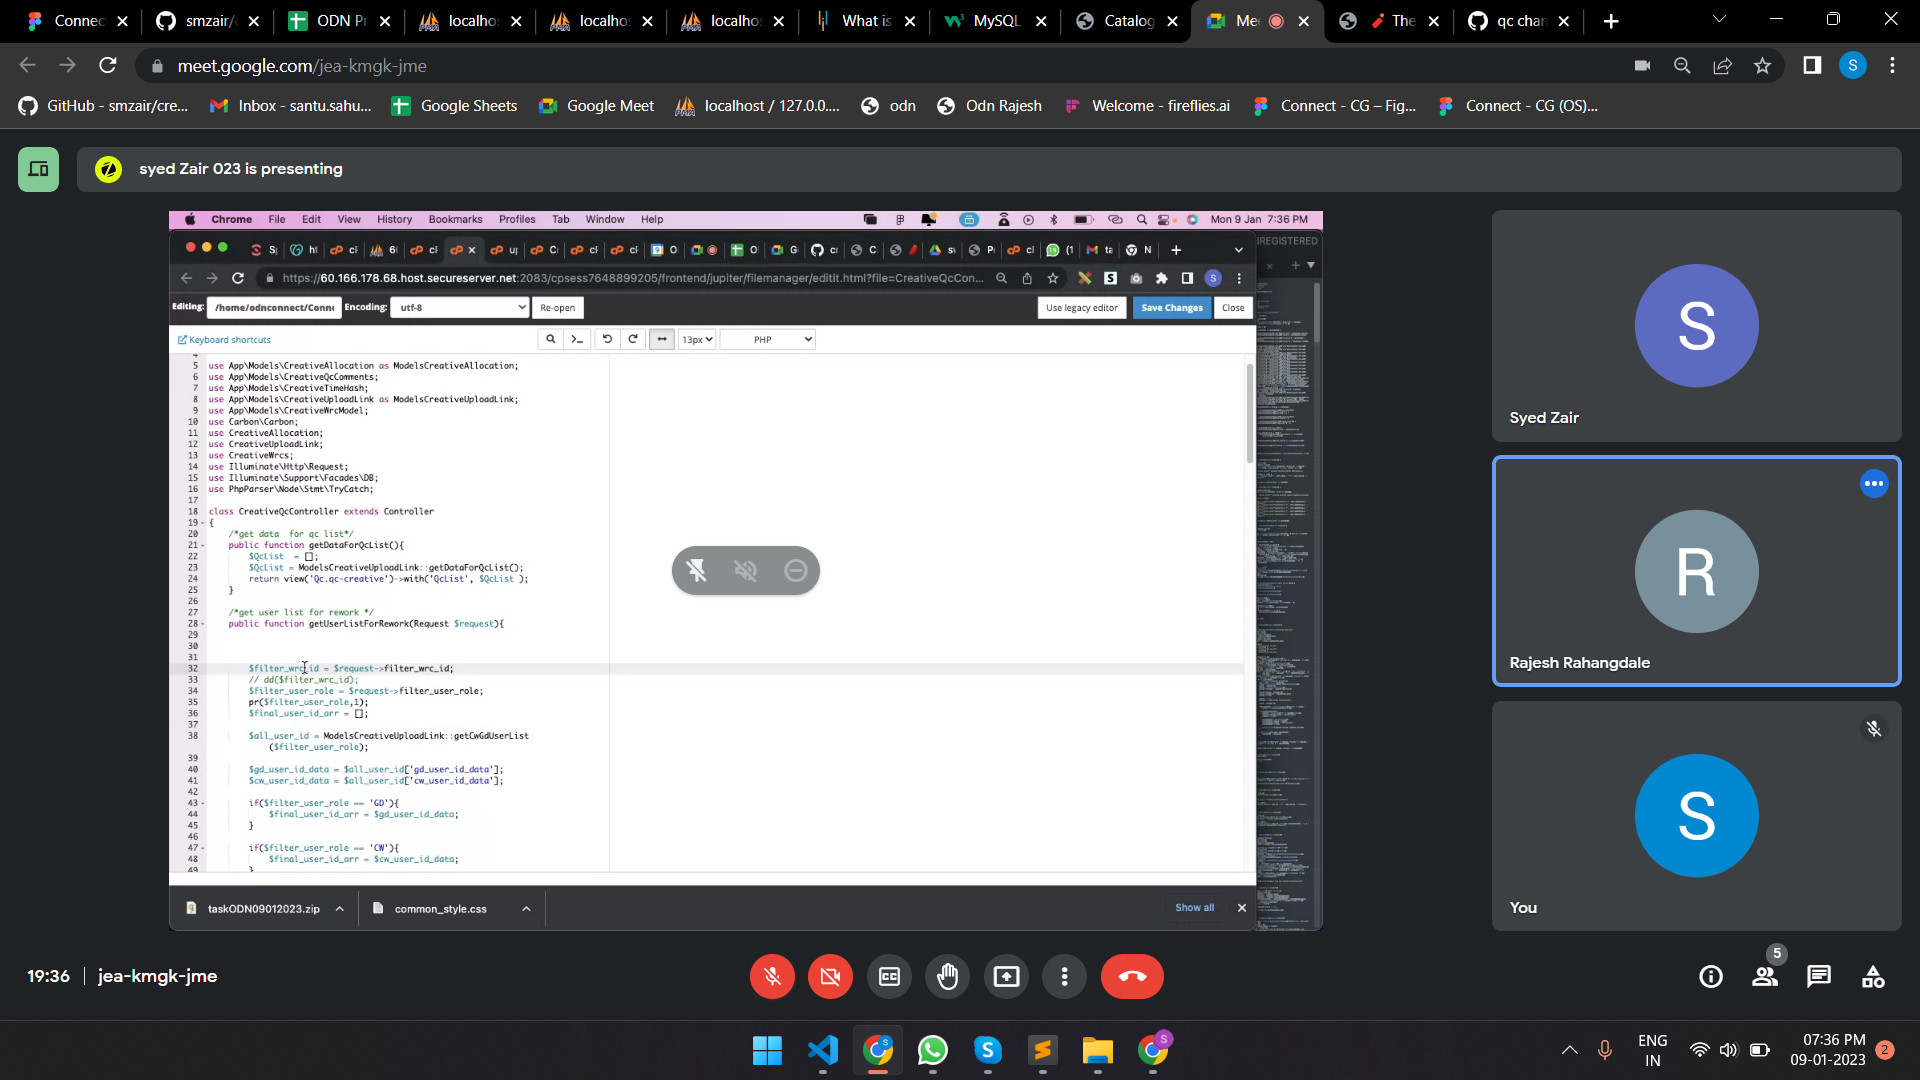 Connec
smzair/
ODN Pr
localhos
localhos
localhos
What is
MySQL
Catalog
Mee
The
qc chan
meet.google.com/jea-kmgk-jme
S
GitHub - smzair/cre...
Inbox - santu.sahu...
Google Sheets
Google Meet
localhost / 127.0.0....
odn
Odn Rajesh
Welcome - fireflies.ai
Connect - CG – Fig...
Connect - CG (OS)...
syed Zair 023 is presenting
Chrome File Edit View History Bookmarks Profiles Tab Window Help
Mon 9 Jan 7:36 PM
https://60.166.178.68.host.secureserver.net:2083/cpsess7648899205/frontend/jupiter/filemanager/editit.html?file=CreativeQcCon...
Editing: /home/odnconnect/Conn Encoding: utf-8 Re-open Use legacy editor Save Changes Close
Keyboard shortcuts 13px PHP
4
5 use App\Models\CreativeAllocation as ModelsCreativeAllocation;
6 use App\Models\CreativeQcComments;
7 use App\Models\CreativeTimeHash;
8 use App\Models\CreativeUploadLink as ModelsCreativeUploadLink;
9 use App\Models\CreativeWrcModel;
10 use Carbon\Carbon;
11 use CreativeAllocation;
12 use CreativeUploadLink;
13 use CreativeWrcs;
14 use Illuminate\Http\Request;
15 use Illuminate\Support\Facades\DB;
16 use PhpParser\Node\Stmt\TryCatch;
17
18 class CreativeQcController extends Controller
19 {
20 /*get data for qc list*/
21 public function getDataForQcList(){
22 $QcList = [];
23 $QcList = ModelsCreativeUploadLink::getDataForQcList();
24 return view('Qc.qc-creative')->with('QcList', $QcList );
25 }
26
27 /*get user list for rework */
28 public function getUserListForRework(Request $request){
29
30
31
32 $filter_wrc_id = $request->filter_wrc_id;
33 // dd($filter_wrc_id);
34 $filter_user_role = $request->filter_user_role;
35 pr($filter_user_role,1);
36 $final_user_id_arr = [];
37
38 $all_user_id = ModelsCreativeUploadLink::getCwGdUserList
($filter_user_role);
39
40 $gd_user_id_data = $all_user_id['gd_user_id_data'];
41 $cw_user_id_data = $all_user_id['cw_user_id_data'];
42
43 if($filter_user_role == 'GD'){
44 $final_user_id_arr = $gd_user_id_data;
45 }
46
47 if($filter_user_role == 'CW'){
48 $final_user_id_arr = $cw_user_id_data;
49 }
taskODN09012023.zip
common_style.css
Show all
REGISTERED
S
Syed Zair
R
Rajesh Rahangdale
S
You
19:36 | jea-kmgk-jme
5
ENG
IN
07:36 PM
09-01-2023
2